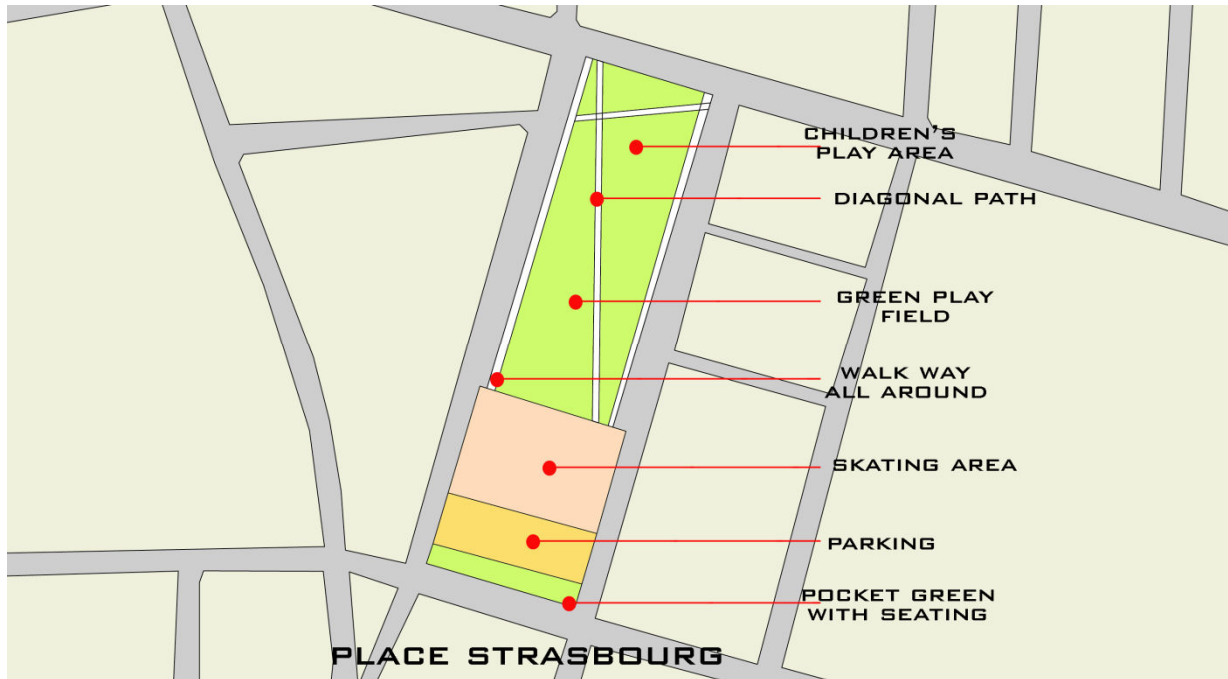 CHILDREN'S
PLAY AREA
DIAGONAL PATH
GREEN PLAY
FIELD
WALK WAY
ALL AROUND
SKATING AREA
PARKING
POCKET GREEN
WITH SEATING
PLACE STRASBOURG